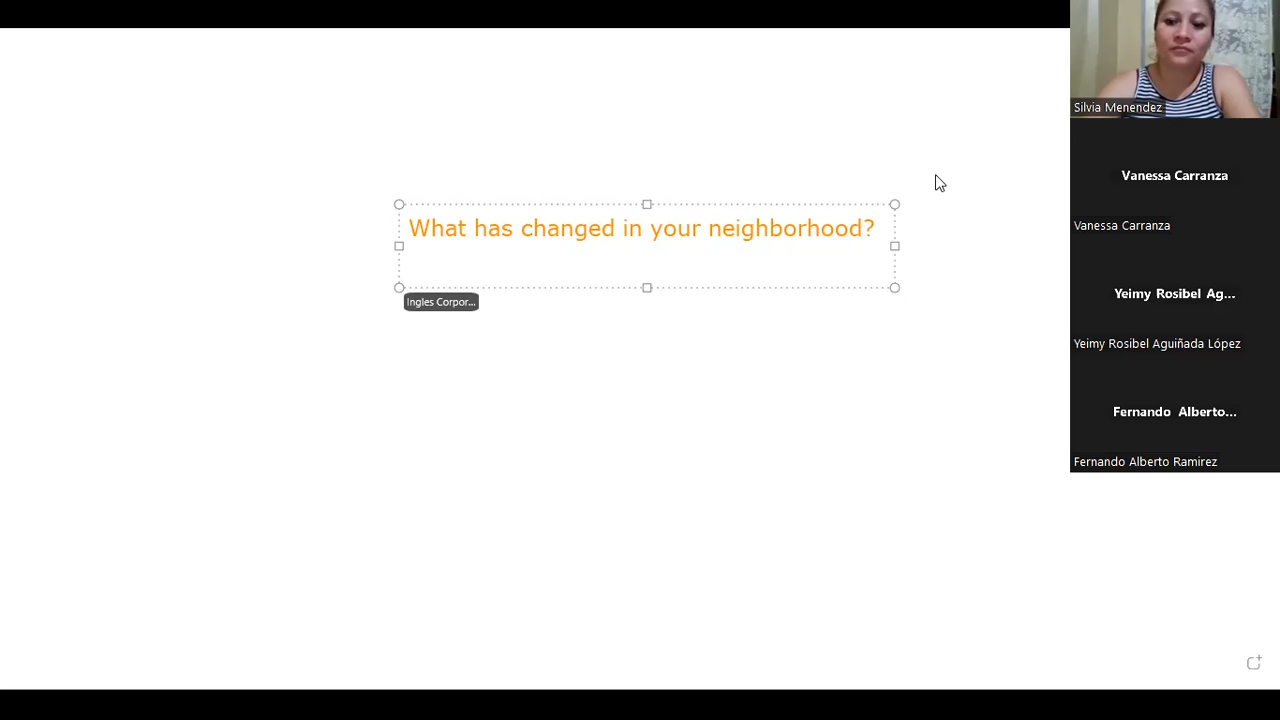 What has changed in your neighborhood?
Ingles Corpor...
Silvia Menendez
Vanessa Carranza
Vanessa Carranza
Yeimy Rosibel Ag...
Yeimy Rosibel Aguiñada López
Fernando Alberto...
Fernando Alberto Ramirez